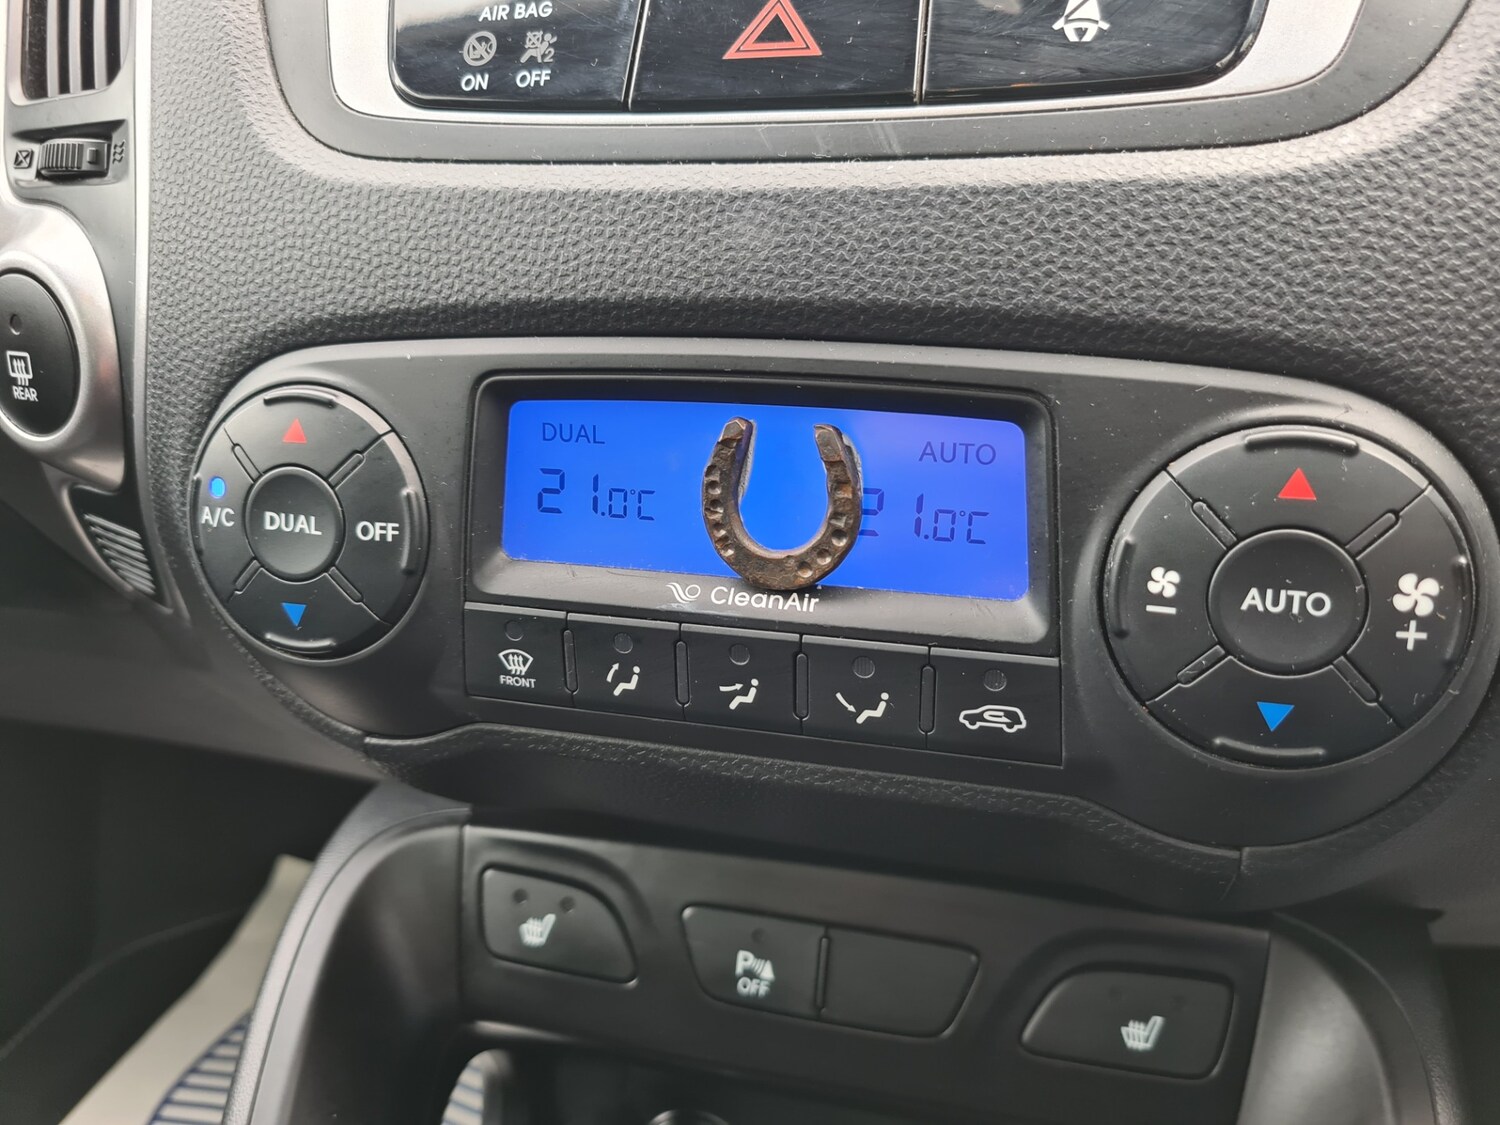 AIR BAG
ON OFF
REAR
DUAL
21.0°C
AUTO
21.0°C
CleanAir
A/C
DUAL
OFF
FRONT
AUTO
P
OFF